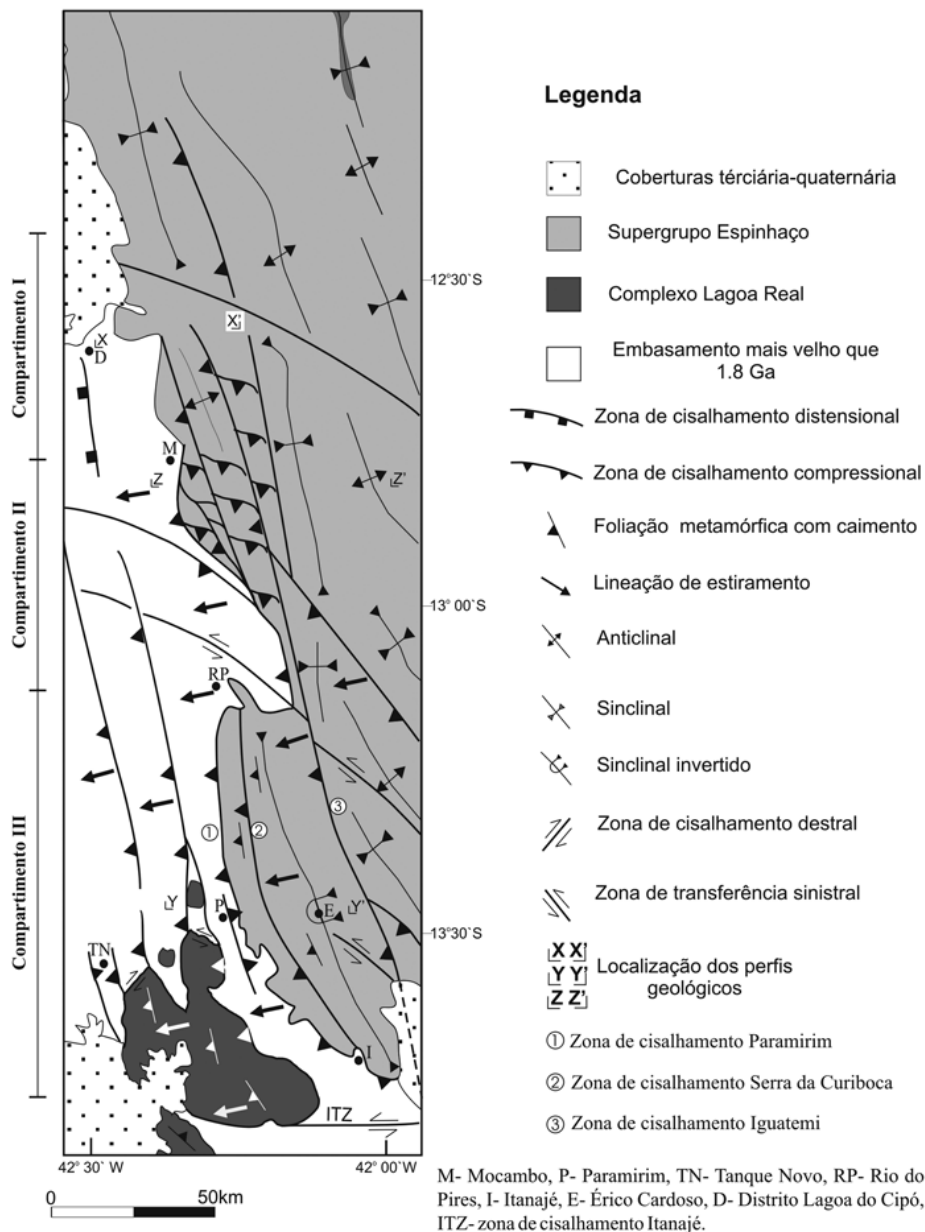 Compartimento I
Compartimento II
Compartimento III
X
D
X'
M
Z
Z'
RP
1
2
3
Y
P
E
Y'
TN
I
ITZ
12°30`S
13°00`S
13°30`S
42°30` W
42°00`W
0 50km
Legenda
Coberturas térciária-quaternária
Supergrupo Espinhaço
Complexo Lagoa Real
Embasamento mais velho que
1.8 Ga
Zona de cisalhamento distensional
Zona de cisalhamento compressional
Foliação metamórfica com caimento
Lineação de estiramento
Anticlinal
Sinclinal
Sinclinal invertido
Zona de cisalhamento destral
Zona de transferência sinistral
X X'
Y Y'
Z Z'
Localização dos perfis
geológicos
① Zona de cisalhamento Paramirim
② Zona de cisalhamento Serra da Curiboca
③ Zona de cisalhamento Iguatemi
M- Mocambo, P- Paramirim, TN- Tanque Novo, RP- Rio do
Pires, I- Itanajé, E- Érico Cardoso, D- Distrito Lagoa do Cipó,
ITZ- zona de cisalhamento Itanajé.